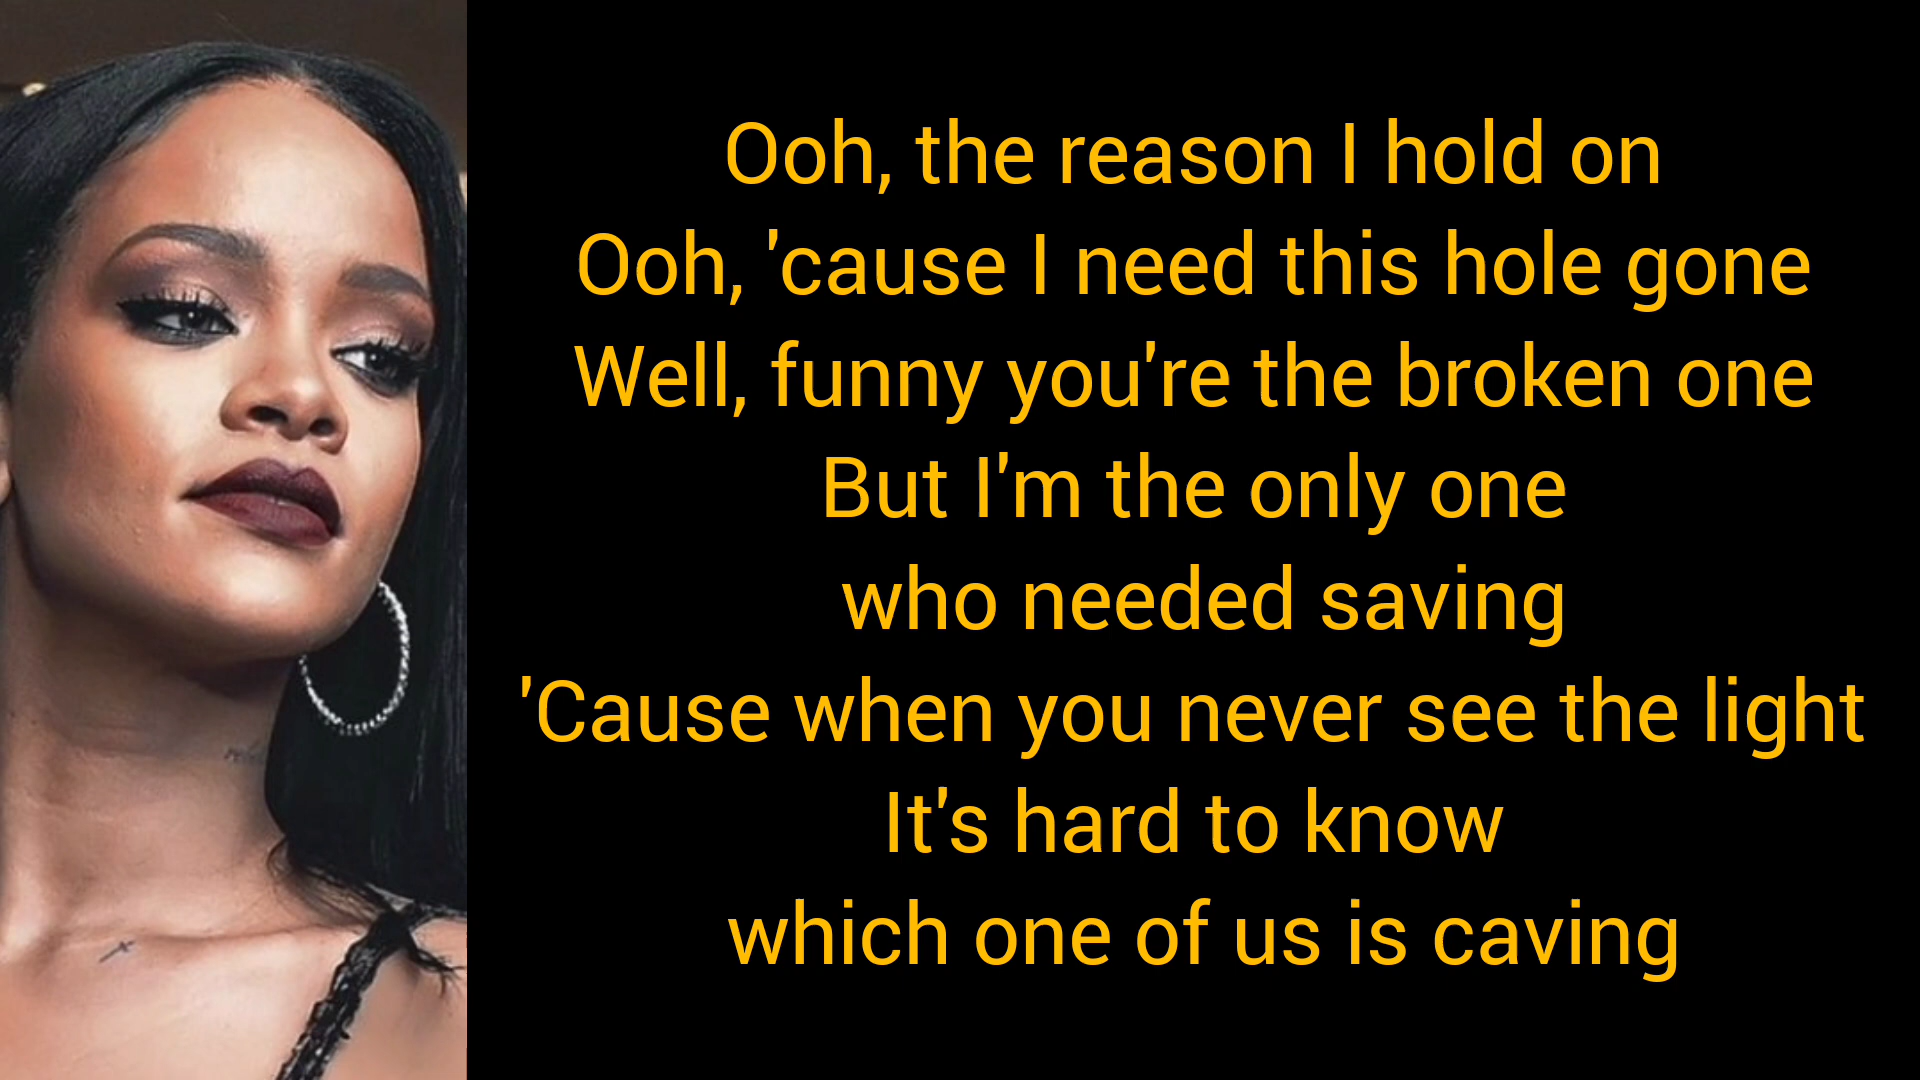 Ooh, the reason I hold on
Ooh, 'cause I need this hole gone
Well, funny you're the broken one
But I'm the only one
who needed saving
'Cause when you never see the light
It's hard to know
which one of us is caving